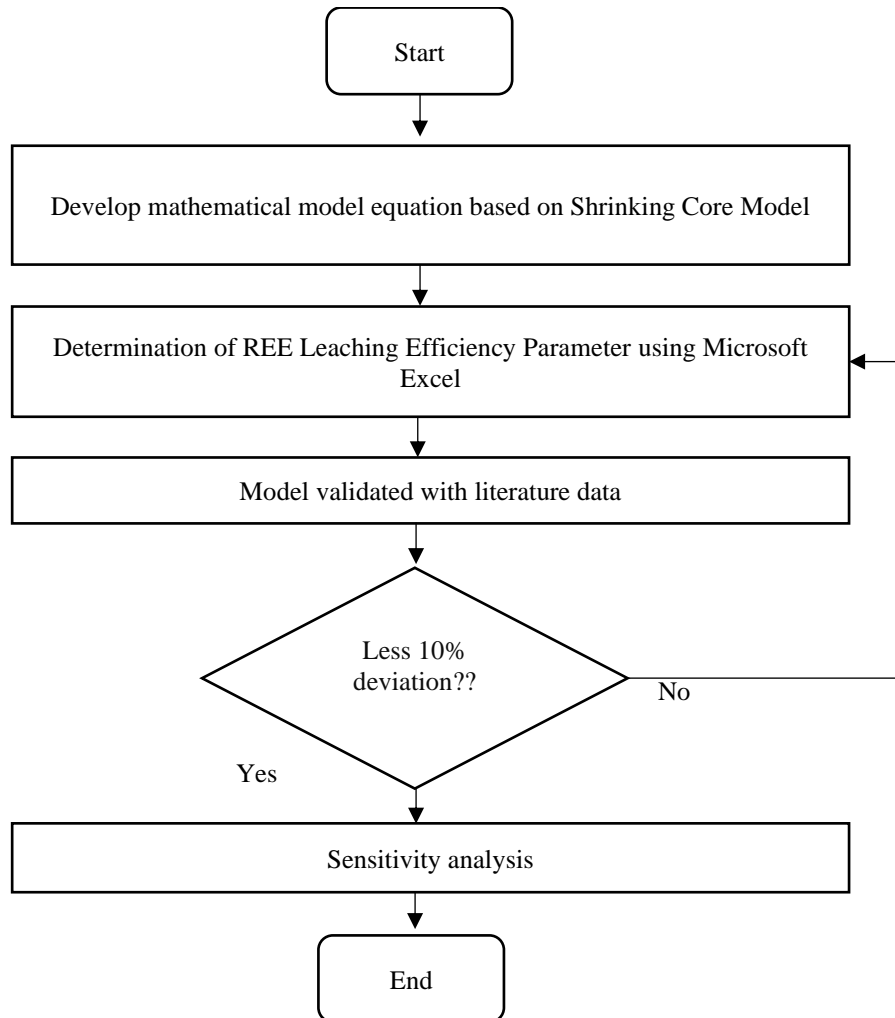 Start
Develop mathematical model equation based on Shrinking Core Model
Determination of REE Leaching Efficiency Parameter using Microsoft
Excel
Model validated with literature data
Less 10%
deviation??
No
Yes
Sensitivity analysis
End